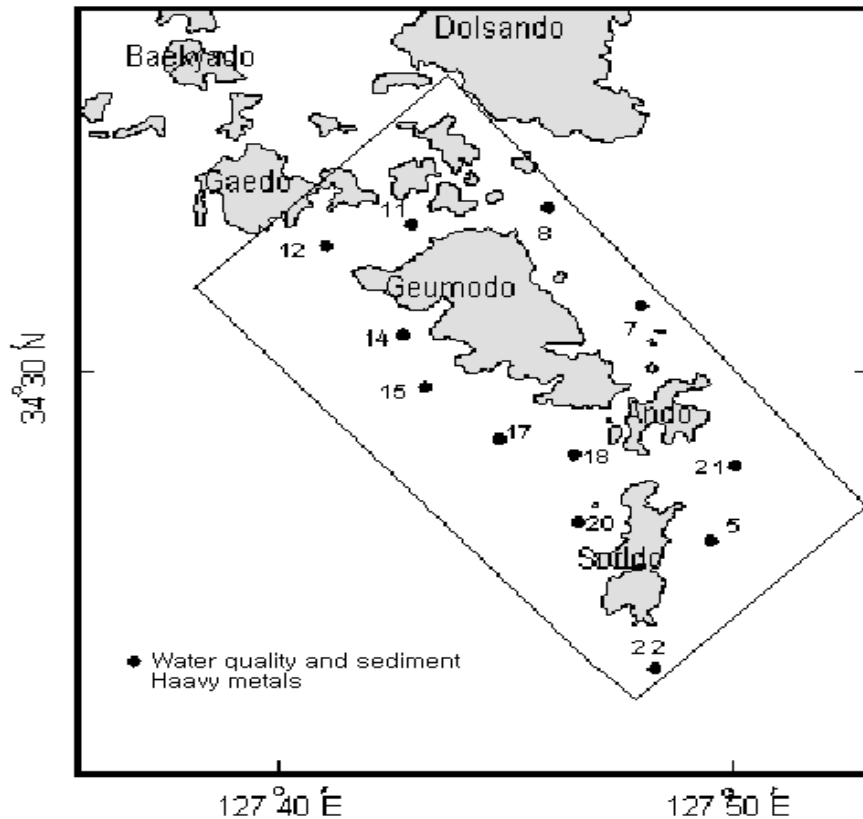 Dolsando
Baekyado
Gaedo
11
8
12
Geumodo
7
14
34°30′ N
15
Ando
17
18
21
20
5
Sorido
22
Water quality and sediment
Haavy metals
127°40′ E
127°50′ E